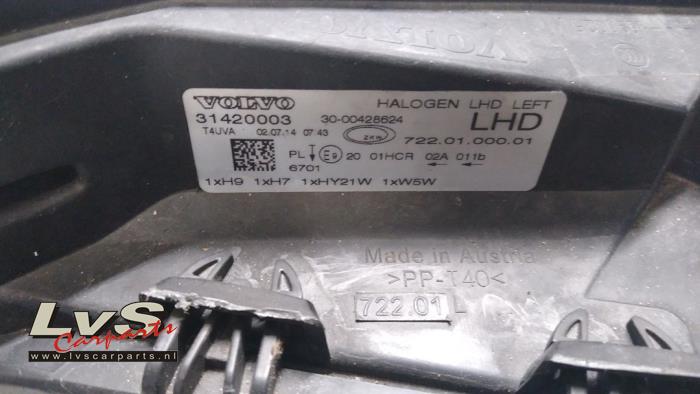 VOLVO
VOLVO HALOGEN LHD LEFT
31420003 30-00428624 LHD
T4UVA 02.07.14 07:43 ZKW 722.01.000.01
PL E9 20 01HCR 02A 011b
6701
1xH9 1xH7 1xHY21W 1xW5W
Made in Austria
>PP-T40<
722.01 L
LvS
Carparts
www.lvscarparts.nl